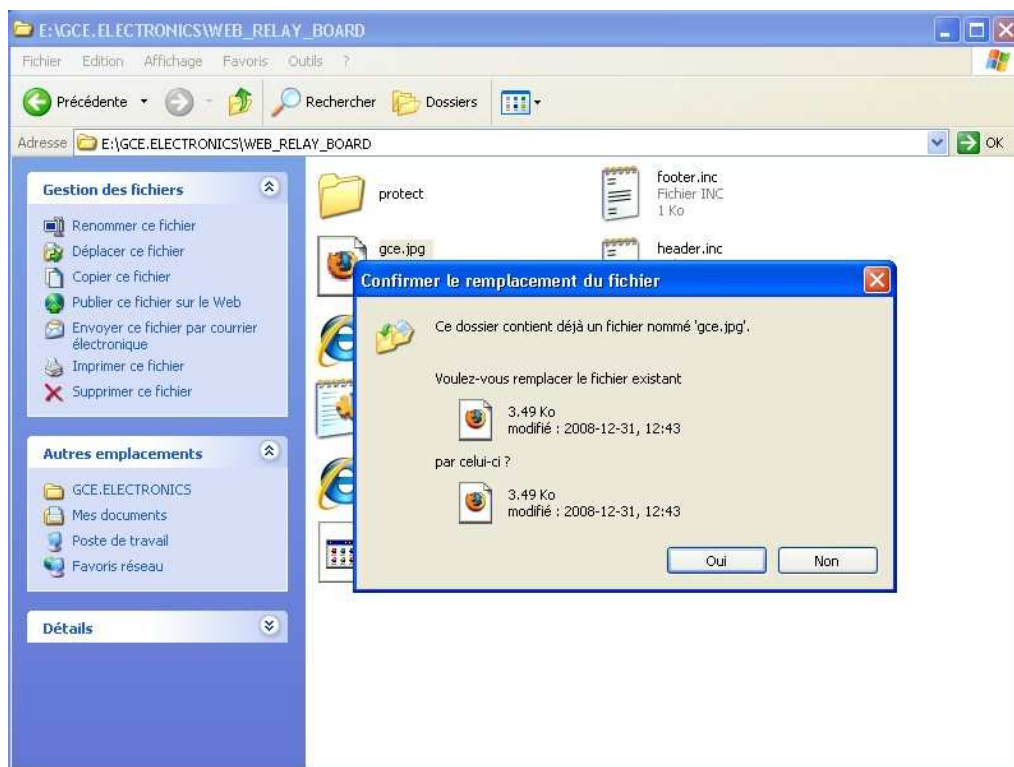 E:\GCE.ELECTRONICS\WEB_RELAY_BOARD
Fichier Edition Affichage Favoris Outils ?
Précédente Rechercher Dossiers
Adresse E:\GCE.ELECTRONICS\WEB_RELAY_BOARD OK
Gestion des fichiers
Renommer ce fichier
Déplacer ce fichier
Copier ce fichier
Publier ce fichier sur le Web
Envoyer ce fichier par courrier
électronique
Imprimer ce fichier
Supprimer ce fichier
Autres emplacements
GCE.ELECTRONICS
Mes documents
Poste de travail
Favoris réseau
Détails
protect
footer.inc
Fichier INC
1 Ko
gce.jpg
header.inc
Confirmer le remplacement du fichier
Ce dossier contient déjà un fichier nommé 'gce.jpg'.
Voulez-vous remplacer le fichier existant
3.49 Ko
modifié : 2008-12-31, 12:43
par celui-ci ?
3.49 Ko
modifié : 2008-12-31, 12:43
Oui Non